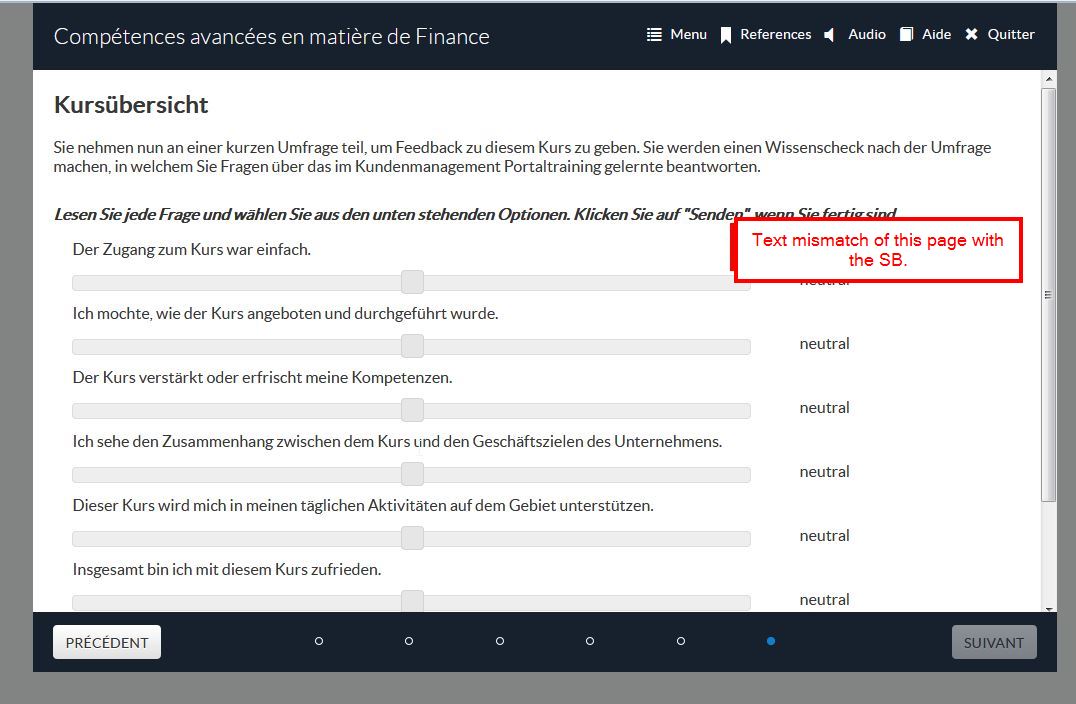 Compétences avancées en matière de Finance
Menu
References
Audio
Aide
Quitter
Kursübersicht
Sie nehmen nun an einer kurzen Umfrage teil, um Feedback zu diesem Kurs zu geben. Sie werden einen Wissenscheck nach der Umfrage
machen, in welchem Sie Fragen über das im Kundenmanagement Portaltraining gelernte beantworten.
Lesen Sie jede Frage und wählen Sie aus den unten stehenden Optionen. Klicken Sie auf "Senden", wenn Sie fertig sind
Text mismatch of this page with
the SB.
Der Zugang zum Kurs war einfach.
neutral
Ich mochte, wie der Kurs angeboten und durchgeführt wurde.
neutral
Der Kurs verstärkt oder erfrischt meine Kompetenzen.
neutral
Ich sehe den Zusammenhang zwischen dem Kurs und den Geschäftszielen des Unternehmens.
neutral
Dieser Kurs wird mich in meinen täglichen Aktivitäten auf dem Gebiet unterstützen.
neutral
Insgesamt bin ich mit diesem Kurs zufrieden.
neutral
PRÉCÉDENT
SUIVANT